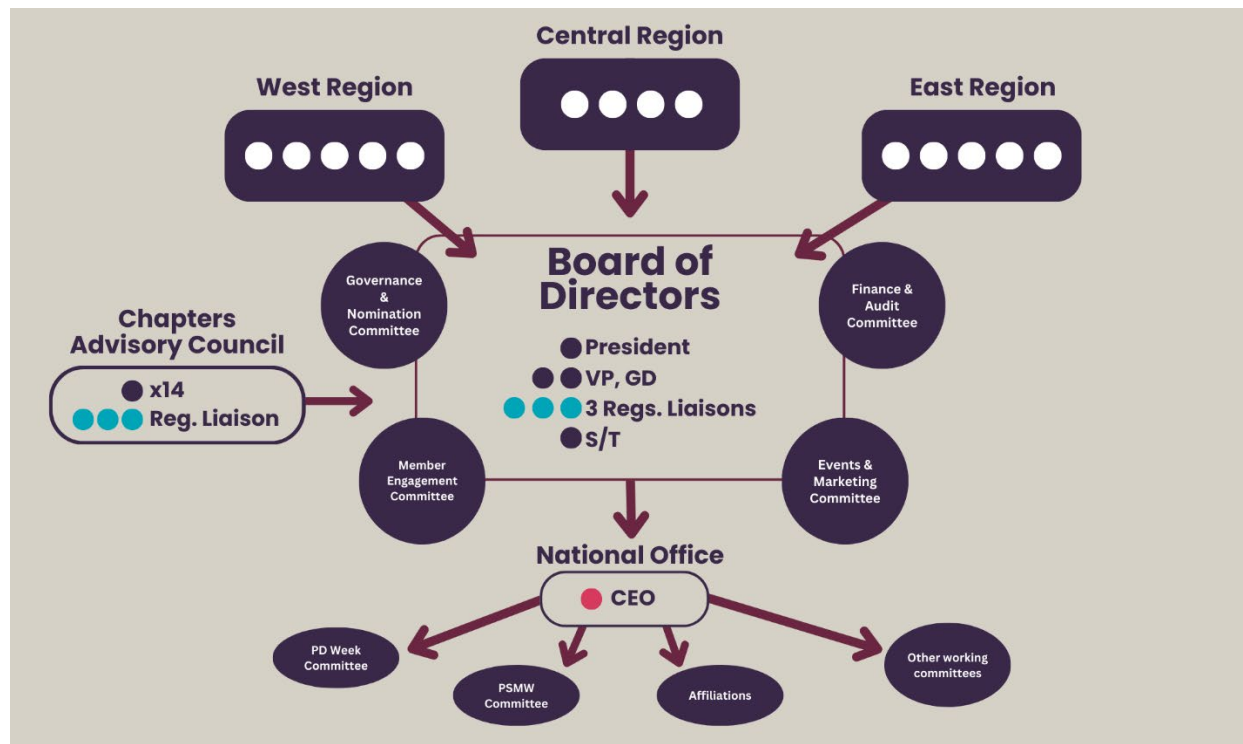 Central Region
West Region
East Region
Board of
Directors
Governance
&
Nomination
Committee
Finance &
Audit
Committee
Chapters
Advisory Council
x14
Reg. Liaison
President
VP, GD
3 Regs. Liaisons
S/T
Member
Engagement
Committee
Events &
Marketing
Committee
National Office
CEO
PD Week
Committee
PSMW
Committee
Affiliations
Other working
committees